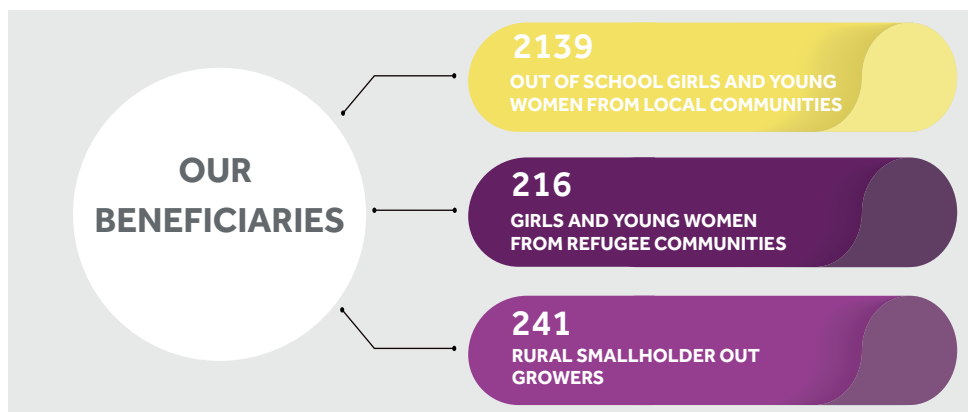 OUR
BENEFICIARIES
2139
OUT OF SCHOOL GIRLS AND YOUNG
WOMEN FROM LOCAL COMMUNITIES
216
GIRLS AND YOUNG WOMEN
FROM REFUGEE COMMUNITIES
241
RURAL SMALLHOLDER OUT
GROWERS